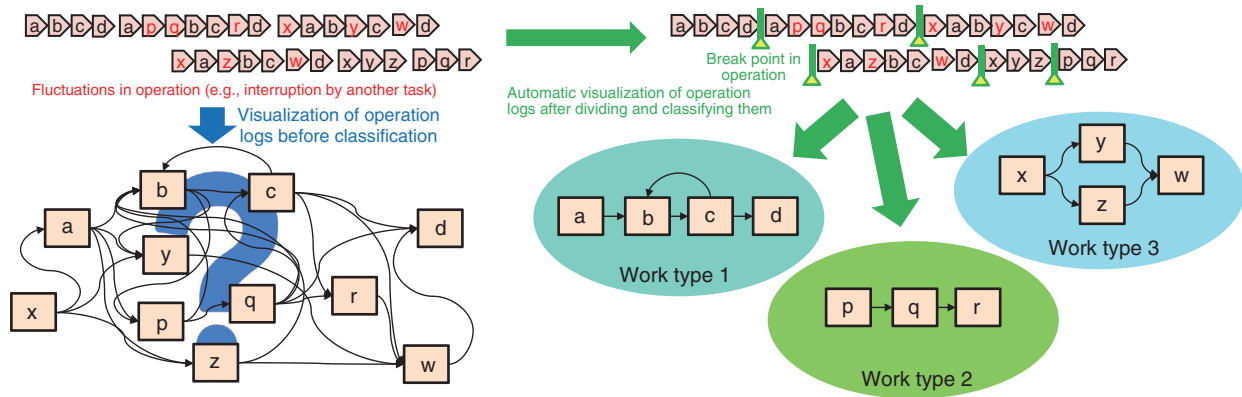 a b c d a p q b c r d x a b y c w d
x a z b c w d x y z p q r
Fluctuations in operation (e.g., interruption by another task)
Visualization of operation
logs before classification
b
c
a
d
y
q
r
x
p
z
w
a b c d a p q b c r d x a b y c w d
Break point in
operation
x a z b c w d x y z p q r
Automatic visualization of operation
logs after dividing and classifying them
a
b
c
d
Work type 1
p
q
r
Work type 2
x
y
z
w
Work type 3